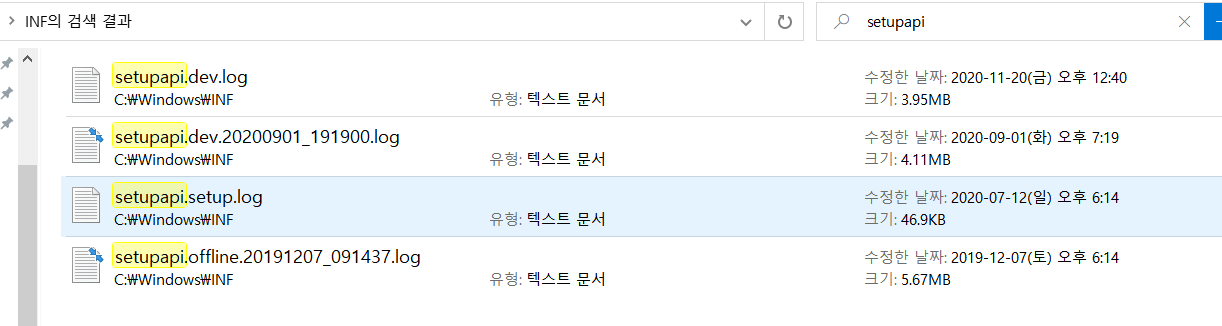 INF의 검색 결과
setupapi
setupapi.dev.log
수정한 날짜: 2020-11-20(금) 오후 12:40
C:₩Windows₩INF
유형: 텍스트 문서
크기: 3.95MB
setupapi.dev.20200901_191900.log
수정한 날짜: 2020-09-01(화) 오후 7:19
C:₩Windows₩INF
유형: 텍스트 문서
크기: 4.11MB
setupapi.setup.log
수정한 날짜: 2020-07-12(일) 오후 6:14
C:₩Windows₩INF
유형: 텍스트 문서
크기: 46.9KB
setupapi.offline.20191207_091437.log
수정한 날짜: 2019-12-07(토) 오후 6:14
C:₩Windows₩INF
유형: 텍스트 문서
크기: 5.67MB